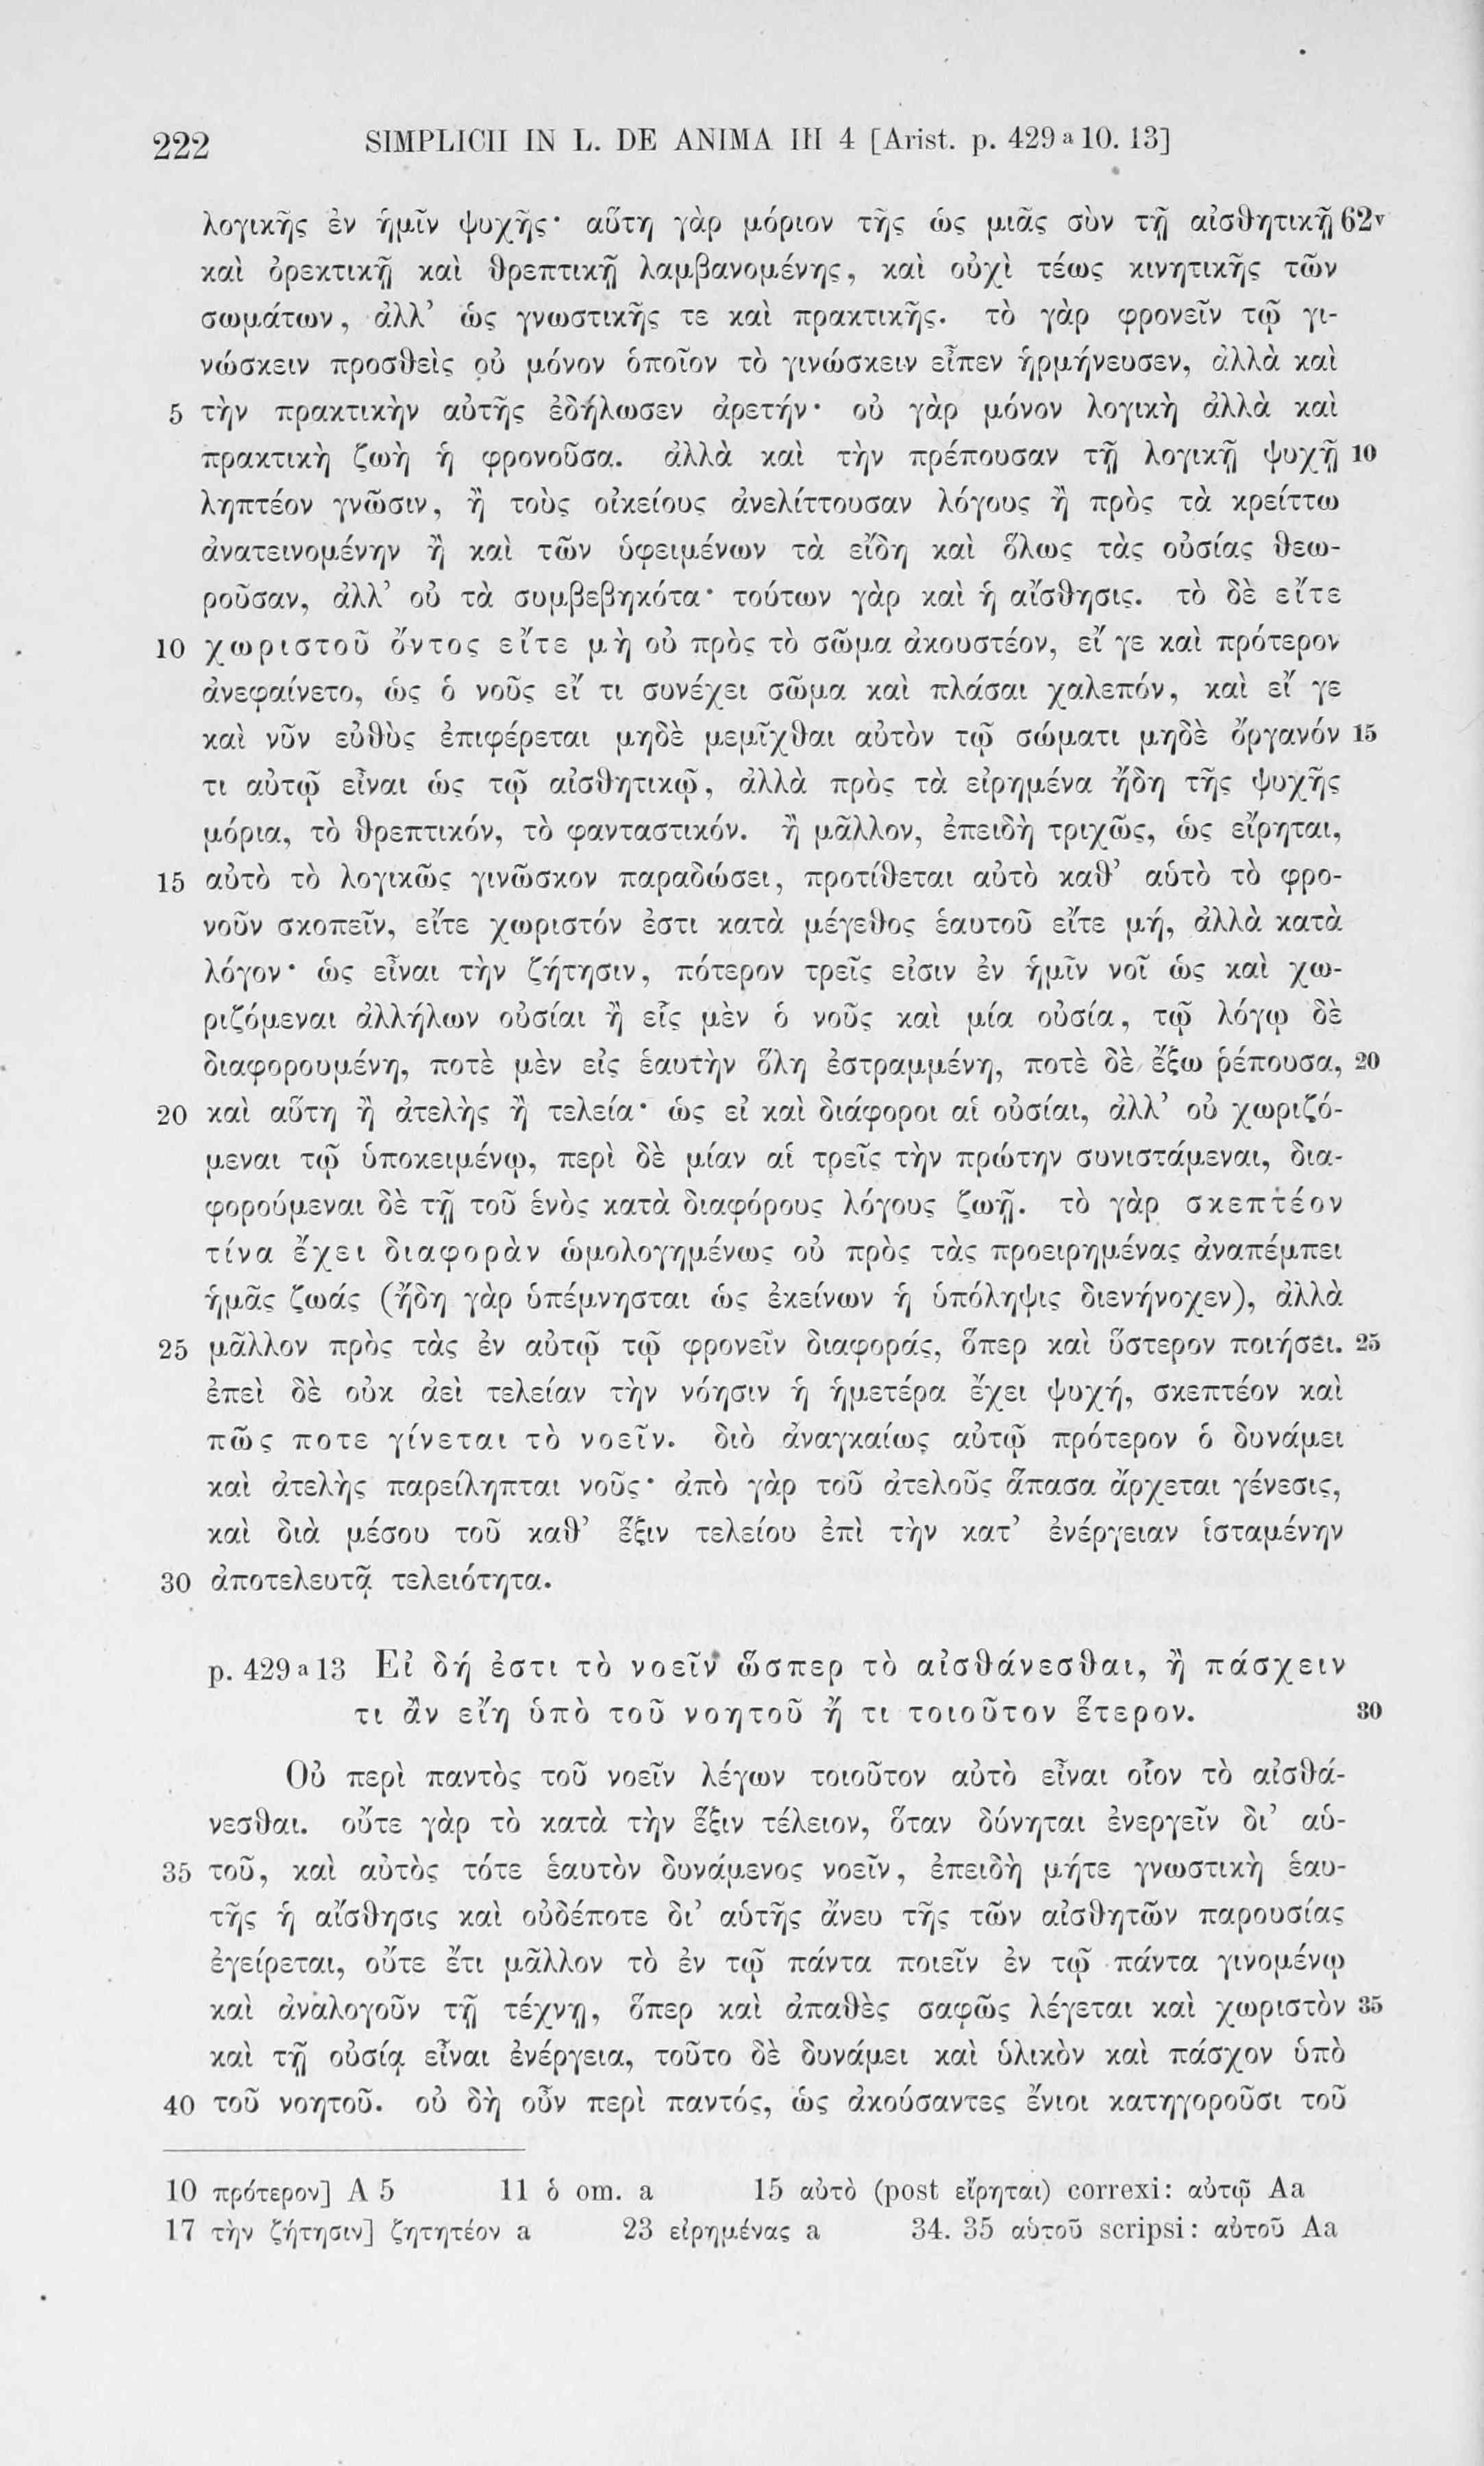 222 SIMPLICII IN L. DE ANIMA III 4 [Arist. p. 429 a 10. 13]
λογικῆς ἐν ἡμῖν ψυχῆς· αὕτη γὰρ μόριον τῆς ὡς μιᾶς σὺν τῇ αἰσθητικῇ 62v
καὶ ὀρεκτικῇ καὶ θρεπτικῇ λαμβανομένης, καὶ οὐχὶ τέως κινητικῆς τῶν
σωμάτων, ἀλλ’ ὡς γνωστικῆς τε καὶ πρακτικῆς. τὸ γὰρ φρονεῖν τῷ γι-
νώσκειν προσθεὶς οὐ μόνον ὁποῖον τὸ γινώσκειν εἶπεν ἡρμήνευσεν, ἀλλὰ καὶ
5 τὴν πρακτικὴν αὐτῆς ἐδήλωσεν ἀρετήν· οὐ γὰρ μόνον λογικὴ ἀλλὰ καὶ
πρακτικὴ ζωὴ ἡ φρονοῦσα. ἀλλὰ καὶ τὴν πρέπουσαν τῇ λογικῇ ψυχῇ 10
ληπτέον γνῶσιν, ἢ τοὺς οἰκείους ἀνελίττουσαν λόγους ἢ πρὸς τὰ κρείττω
ἀνατεινομένην ἢ καὶ τῶν ὑφειμένων τὰ εἴδη καὶ ὅλως τὰς οὐσίας θεω-
ροῦσαν, ἀλλ’ οὐ τὰ συμβεβηκότα· τούτων γὰρ καὶ ἡ αἴσθησις. τὸ δὲ εἴτε
10 χωριστοῦ ὄντος εἴτε μὴ οὐ πρὸς τὸ σῶμα ἀκουστέον, εἴ γε καὶ πρότερον
ἀνεφαίνετο, ὡς ὁ νοῦς εἴ τι συνέχει σῶμα καὶ πλάσαι χαλεπόν, καὶ εἴ γε
καὶ νῦν εὐθὺς ἐπιφέρεται μηδὲ μεμῖχθαι αὐτὸν τῷ σώματι μηδὲ ὄργανόν 15
τι αὐτῷ εἶναι ὡς τῷ αἰσθητικῷ, ἀλλὰ πρὸς τὰ εἰρημένα ἤδη τῆς ψυχῆς
μόρια, τὸ θρεπτικόν, τὸ φανταστικόν. ἢ μᾶλλον, ἐπειδὴ τριχῶς, ὡς εἴρηται,
15 αὐτὸ τὸ λογικῶς γινῶσκον παραδώσει, προτίθεται αὐτὸ καθ’ αὑτὸ τὸ φρο-
νοῦν σκοπεῖν, εἴτε χωριστόν ἐστι κατὰ μέγεθος ἑαυτοῦ εἴτε μή, ἀλλὰ κατὰ
λόγον· ὡς εἶναι τὴν ζήτησιν, πότερον τρεῖς εἰσιν ἐν ἡμῖν νοῖ ὡς καὶ χω-
ριζόμεναι ἀλλήλων οὐσίαι ἢ εἷς μὲν ὁ νοῦς καὶ μία οὐσία, τῷ λόγῳ δὲ
διαφορουμένη, ποτὲ μὲν εἰς ἑαυτὴν ὅλη ἐστραμμένη, ποτὲ δὲ ἔξω ῥέπουσα, 20
20 καὶ αὕτη ἢ ἀτελὴς ἢ τελεία· ὡς εἰ καὶ διάφοροι αἱ οὐσίαι, ἀλλ’ οὐ χωριζό-
μεναι τῷ ὑποκειμένῳ, περὶ δὲ μίαν αἱ τρεῖς τὴν πρώτην συνιστάμεναι, δια-
φορούμεναι δὲ τῇ τοῦ ἑνὸς κατὰ διαφόρους λόγους ζωῇ. τὸ γὰρ σκεπτέον
τίνα ἔχει διαφορὰν ὡμολογημένως οὐ πρὸς τὰς προειρημένας ἀναπέμπει
ἡμᾶς ζωάς (ἤδη γὰρ ὑπέμνησται ὡς ἐκείνων ἡ ὑπόληψις διενήνοχεν), ἀλλὰ
25 μᾶλλον πρὸς τὰς ἐν αὐτῷ τῷ φρονεῖν διαφοράς, ὅπερ καὶ ὕστερον ποιήσει. 25
ἐπεὶ δὲ οὐκ ἀεὶ τελείαν τὴν νόησιν ἡ ἡμετέρα ἔχει ψυχή, σκεπτέον καὶ
πῶς ποτε γίνεται τὸ νοεῖν. διὸ ἀναγκαίως αὐτῷ πρότερον ὁ δυνάμει
καὶ ἀτελὴς παρείληπται νοῦς· ἀπὸ γὰρ τοῦ ἀτελοῦς ἅπασα ἄρχεται γένεσις,
καὶ διὰ μέσου τοῦ καθ’ ἕξιν τελείου ἐπὶ τὴν κατ’ ἐνέργειαν ἱσταμένην
30 ἀποτελευτᾷ τελειότητα.
p. 429 a 13 Εἰ δή ἐστι τὸ νοεῖν ὥσπερ τὸ αἰσθάνεσθαι, ἢ πάσχειν
τι ἂν εἴη ὑπὸ τοῦ νοητοῦ ἤ τι τοιοῦτον ἕτερον. 30
Οὐ περὶ παντὸς τοῦ νοεῖν λέγων τοιοῦτον αὐτὸ εἶναι οἷον τὸ αἰσθά-
νεσθαι. οὔτε γὰρ τὸ κατὰ τὴν ἕξιν τέλειον, ὅταν δύνηται ἐνεργεῖν δι’ αὑ-
35 τοῦ, καὶ αὐτὸς τότε ἑαυτὸν δυνάμενος νοεῖν, ἐπειδὴ μήτε γνωστικὴ ἑαυ-
τῆς ἡ αἴσθησις καὶ οὐδέποτε δι’ αὑτῆς ἄνευ τῆς τῶν αἰσθητῶν παρουσίας
ἐγείρεται, οὔτε ἔτι μᾶλλον τὸ ἐν τῷ πάντα ποιεῖν ἐν τῷ πάντα γινομένῳ
καὶ ἀναλογοῦν τῇ τέχνῃ, ὅπερ καὶ ἀπαθὲς σαφῶς λέγεται καὶ χωριστὸν 35
καὶ τῇ οὐσίᾳ εἶναι ἐνέργεια, τοῦτο δὲ δυνάμει καὶ ὑλικὸν καὶ πάσχον ὑπὸ
40 τοῦ νοητοῦ. οὐ δὴ οὖν περὶ παντός, ὡς ἀκούσαντες ἔνιοι κατηγοροῦσι τοῦ
10 πρότερον] A 5 11 ὁ om. a 15 αὐτὸ (post εἴρηται) correxi: αὐτῷ Aa
17 τὴν ζήτησιν] ζητητέον a 23 εἰρημένας a 34. 35 αὑτοῦ scripsi: αὐτοῦ Aa